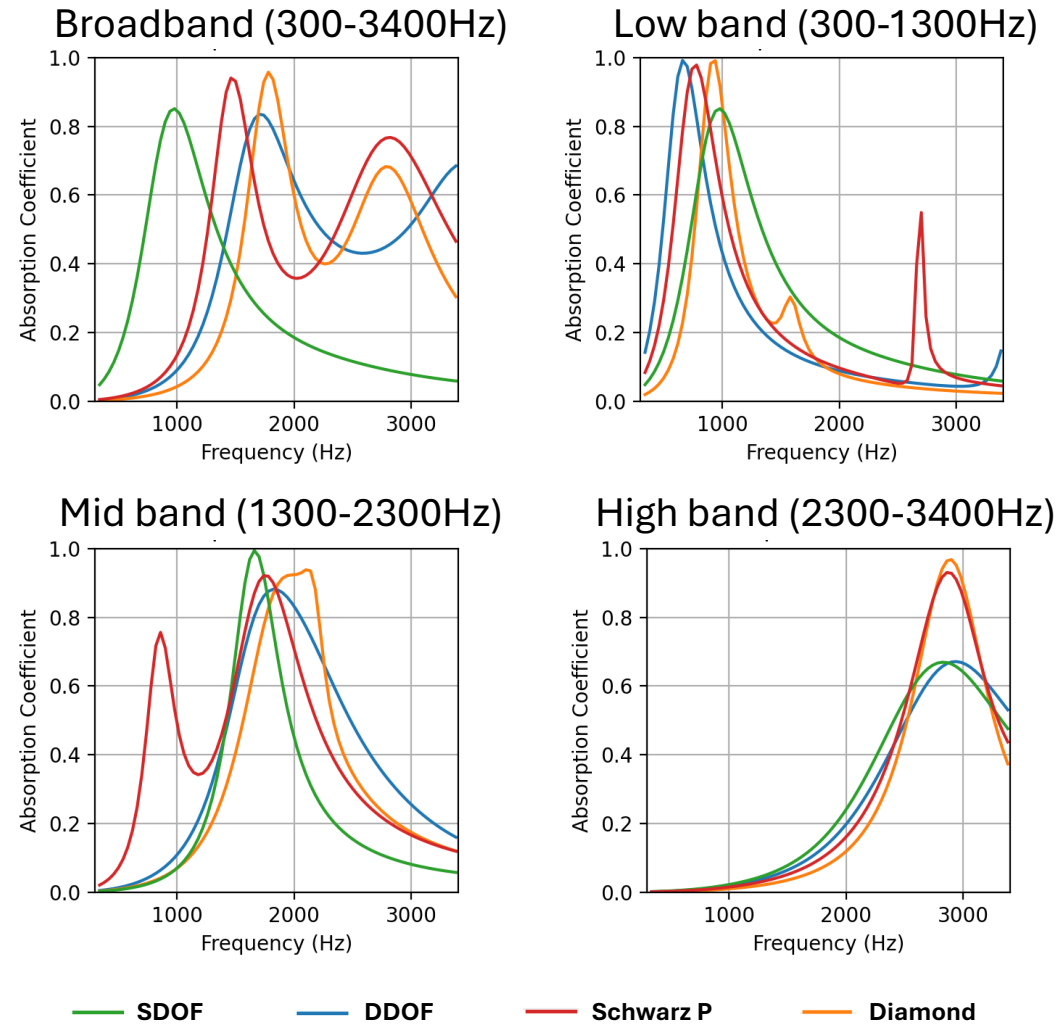 Broadband (300-3400Hz)
1.0
0.8
0.6
0.4
0.2
0.0
Absorption Coefficient
1000 2000 3000
Frequency (Hz)
Low band (300-1300Hz)
1.0
0.8
0.6
0.4
0.2
0.0
Absorption Coefficient
1000 2000 3000
Frequency (Hz)
Mid band (1300-2300Hz)
1.0
0.8
0.6
0.4
0.2
0.0
Absorption Coefficient
1000 2000 3000
Frequency (Hz)
High band (2300-3400Hz)
1.0
0.8
0.6
0.4
0.2
0.0
Absorption Coefficient
1000 2000 3000
Frequency (Hz)
SDOF DDOF Schwarz P Diamond